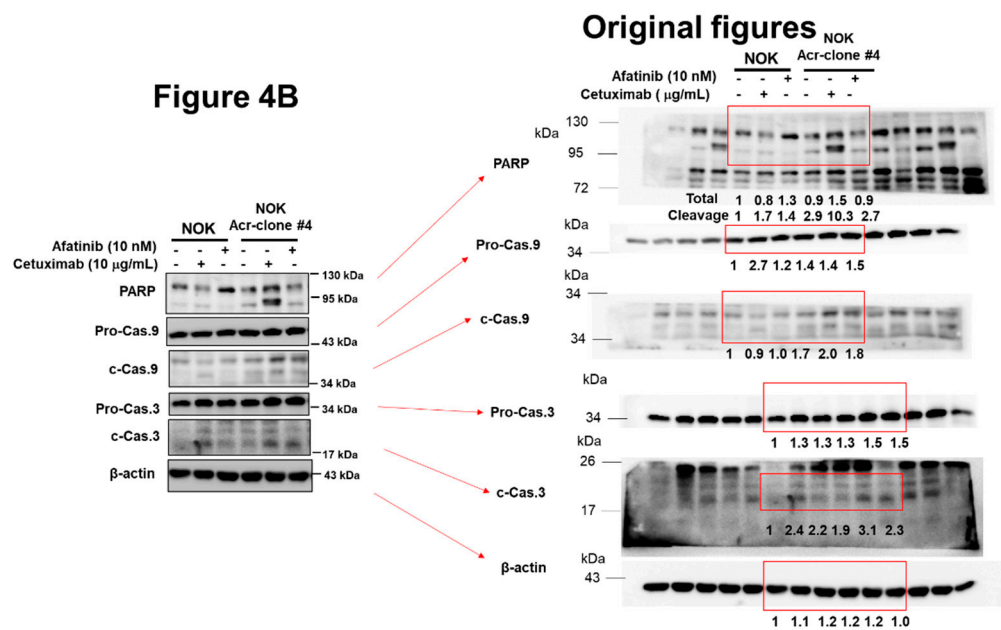 Original figures
Figure 4B
NOK
NOK
Acr-clone #4
Afatinib (10 nM) - - + - - +
Cetuximab (10 µg/mL) - + - - + -
PARP
130 kDa
95 kDa
Pro-Cas.9
43 kDa
c-Cas.9
34 kDa
Pro-Cas.3
34 kDa
c-Cas.3
17 kDa
β-actin
43 kDa
PARP
Pro-Cas.9
c-Cas.9
Pro-Cas.3
c-Cas.3
β-actin
NOK
NOK
Acr-clone #4
Afatinib (10 nM) - - + - - +
Cetuximab ( µg/mL) - + - - + -
130
kDa
95
72
Total 1 0.8 1.3 0.9 1.5 0.9
Cleavage 1 1.7 1.4 2.9 10.3 2.7
kDa
34
1 2.7 1.2 1.4 1.4 1.5
34
kDa
34
1 0.9 1.0 1.7 2.0 1.8
kDa
34
1 1.3 1.3 1.3 1.5 1.5
kDa
26
17
1 2.4 2.2 1.9 3.1 2.3
kDa
43
1 1.1 1.2 1.2 1.2 1.0